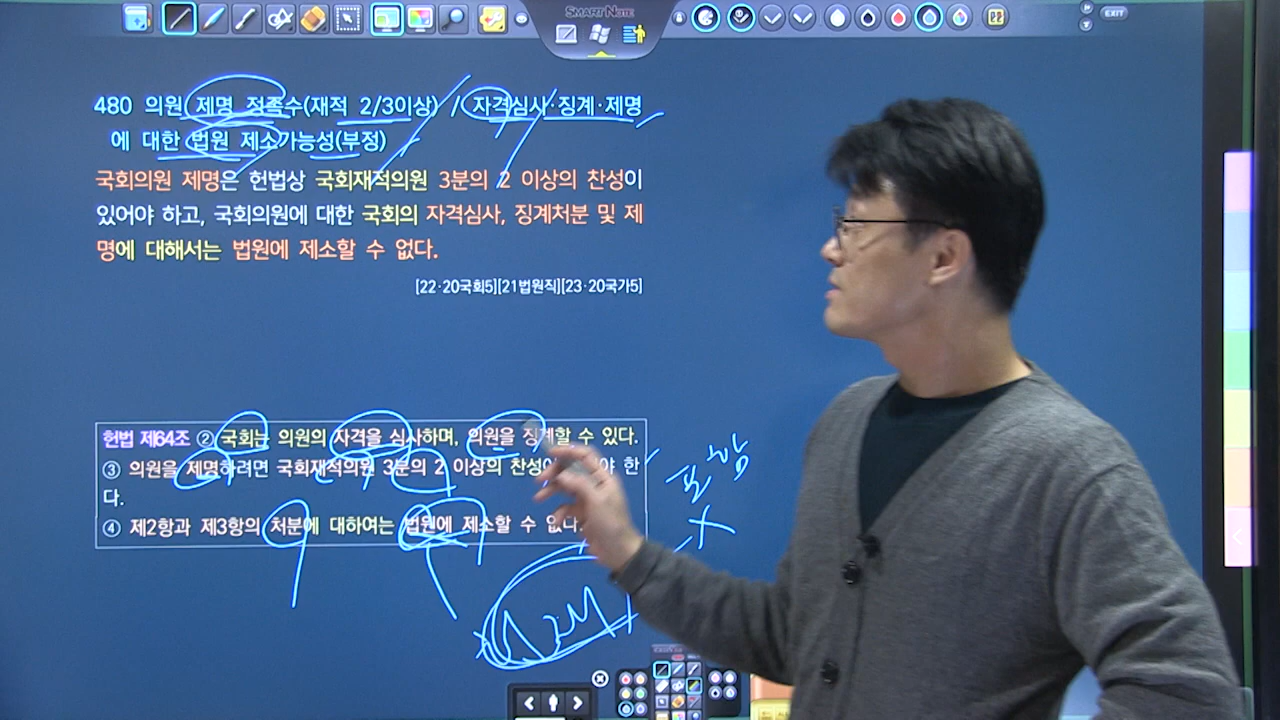 SMART NOTE
EXIT
480 의원 제명 정족수(재적 2/3이상) / 자격심사·징계·제명
에 대한 법원 제소가능성(부정)
국회의원 제명은 헌법상 국회재적의원 3분의 2 이상의 찬성이
있어야 하고, 국회의원에 대한 국회의 자격심사, 징계처분 및 제
명에 대해서는 법원에 제소할 수 없다.
[22·20국회5][21법원직][23·20국가5]
헌법 제64조 ② 국회는 의원의 자격을 심사하며, 의원을 징계할 수 있다.
③ 의원을 제명하려면 국회재적의원 3분의 2 이상의 찬성이 한
다.
④ 제2항과 제3항의 처분에 대하여는 법원에 제소할 수 없다.